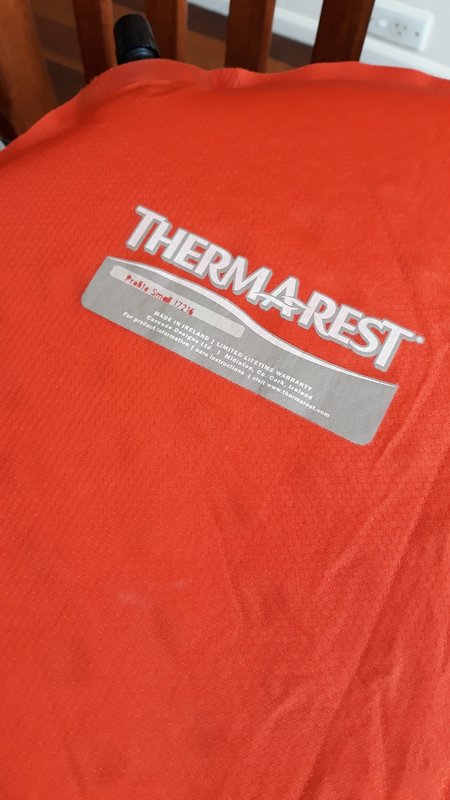 THERMAREST®
ProLite Small 17216
MADE IN IRELAND | LIMITED LIFETIME WARRANTY
Cascade Designs Ltd. | Midleton, Co. Cork, Ireland
For product information | care instructions | visit www.thermarest.com